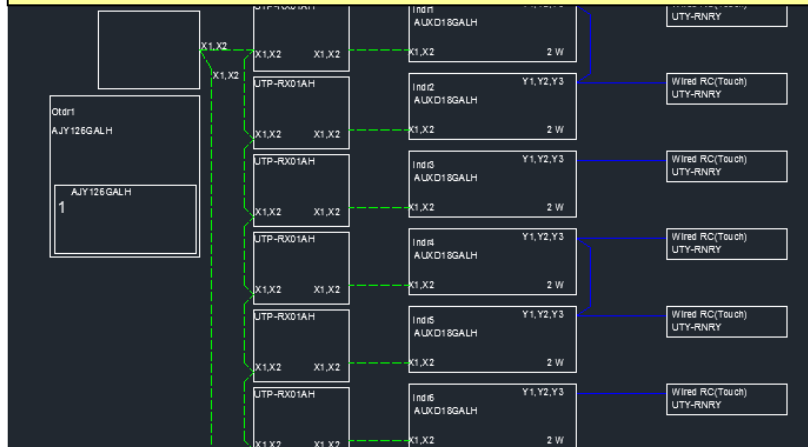 UTP-RX01AH
X1,X2 X1,X2
Indr1
AUXD18GALH
Y1,Y2,Y3
X1,X2 2 W
Wired RC(Touch)
UTY-RNRY
X1,X2
X1,X2
Otdr1
AJY126GALH
AJY126GALH
1
UTP-RX01AH
X1,X2 X1,X2
Indr2 Y1,Y2,Y3
AUXD18GALH
X1,X2 2 W
Wired RC(Touch)
UTY-RNRY
UTP-RX01AH
X1,X2 X1,X2
Indr3 Y1,Y2,Y3
AUXD18GALH
X1,X2 2 W
Wired RC(Touch)
UTY-RNRY
UTP-RX01AH
X1,X2 X1,X2
Indr4 Y1,Y2,Y3
AUXD18GALH
X1,X2 2 W
Wired RC(Touch)
UTY-RNRY
UTP-RX01AH
X1,X2 X1,X2
Indr5 Y1,Y2,Y3
AUXD18GALH
X1,X2 2 W
Wired RC(Touch)
UTY-RNRY
UTP-RX01AH
X1,X2 X1,X2
Indr6 Y1,Y2,Y3
AUXD18GALH
X1,X2 2 W
Wired RC(Touch)
UTY-RNRY